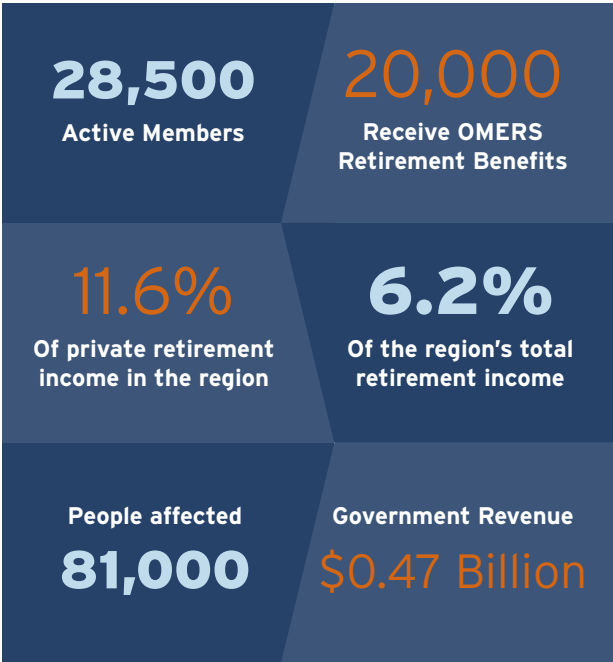 28,500
Active Members
20,000
Receive OMERS
Retirement Benefits
11.6%
Of private retirement
income in the region
6.2%
Of the region's total
retirement income
People affected
81,000
Government Revenue
$0.47 Billion